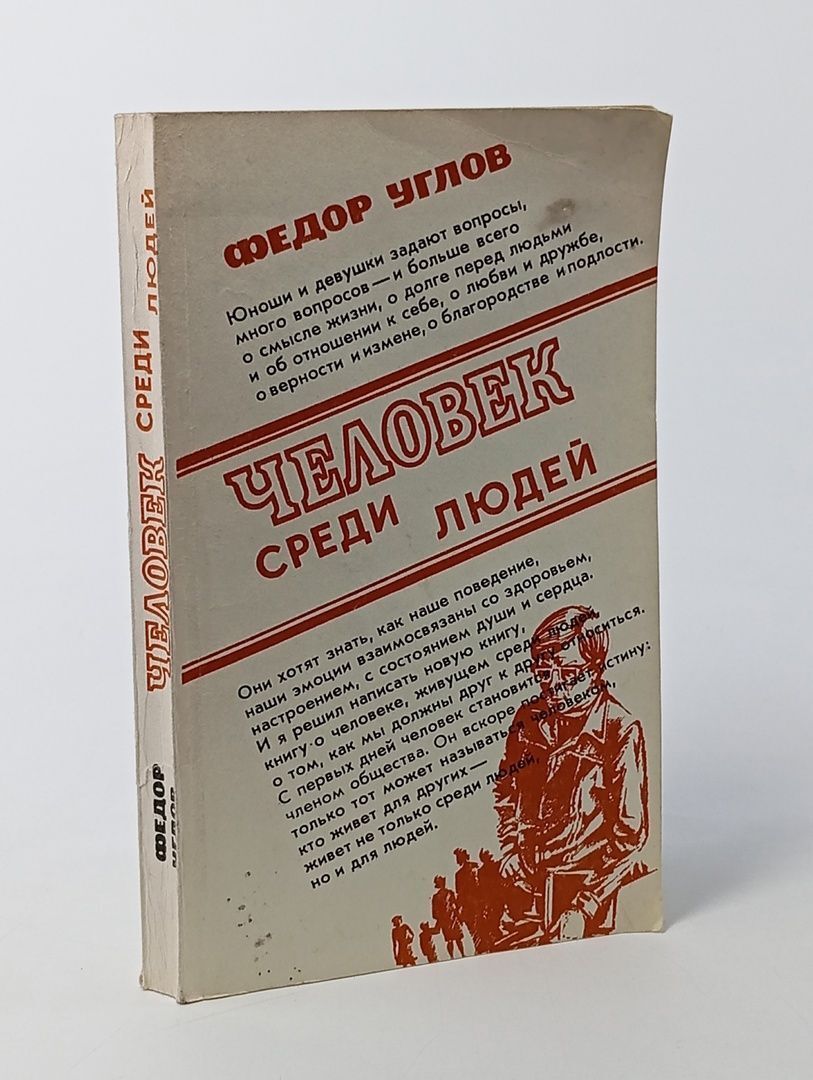 ФЕДОР УГЛОВ
Юноши и девушки задают вопросы,
много вопросов — и больше всего
о смысле жизни, о долге перед людьми
и об отношении к себе, о любви и дружбе,
о верности и измене, о благородстве и подлости.
ЧЕЛОВЕК
СРЕДИ ЛЮДЕЙ
Они хотят знать, как наше поведение,
наши эмоции взаимосвязаны со здоровьем,
настроением, с состоянием души и сердца.
И я решил написать новую книгу,
книгу о человеке, живущем среди людей,
о том, как мы должны друг к другу относиться.
С первых дней человек становится
членом общества. Он вскоре постигает истину:
только тот может называться человеком,
кто живет для других —
живет не только среди людей,
но и для людей.
ФЕДОР
УГЛОВ
ЧЕЛОВЕК СРЕДИ ЛЮДЕЙ